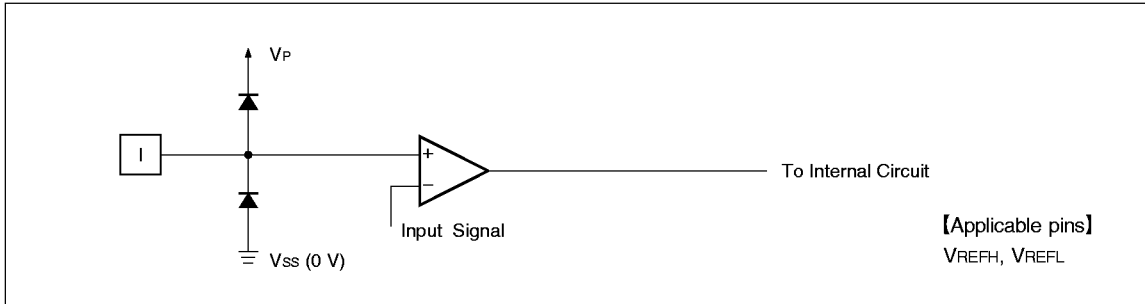 VP
I
+
−
To Internal Circuit
Input Signal
VSS (0 V)
【Applicable pins】
VREFH, VREFL